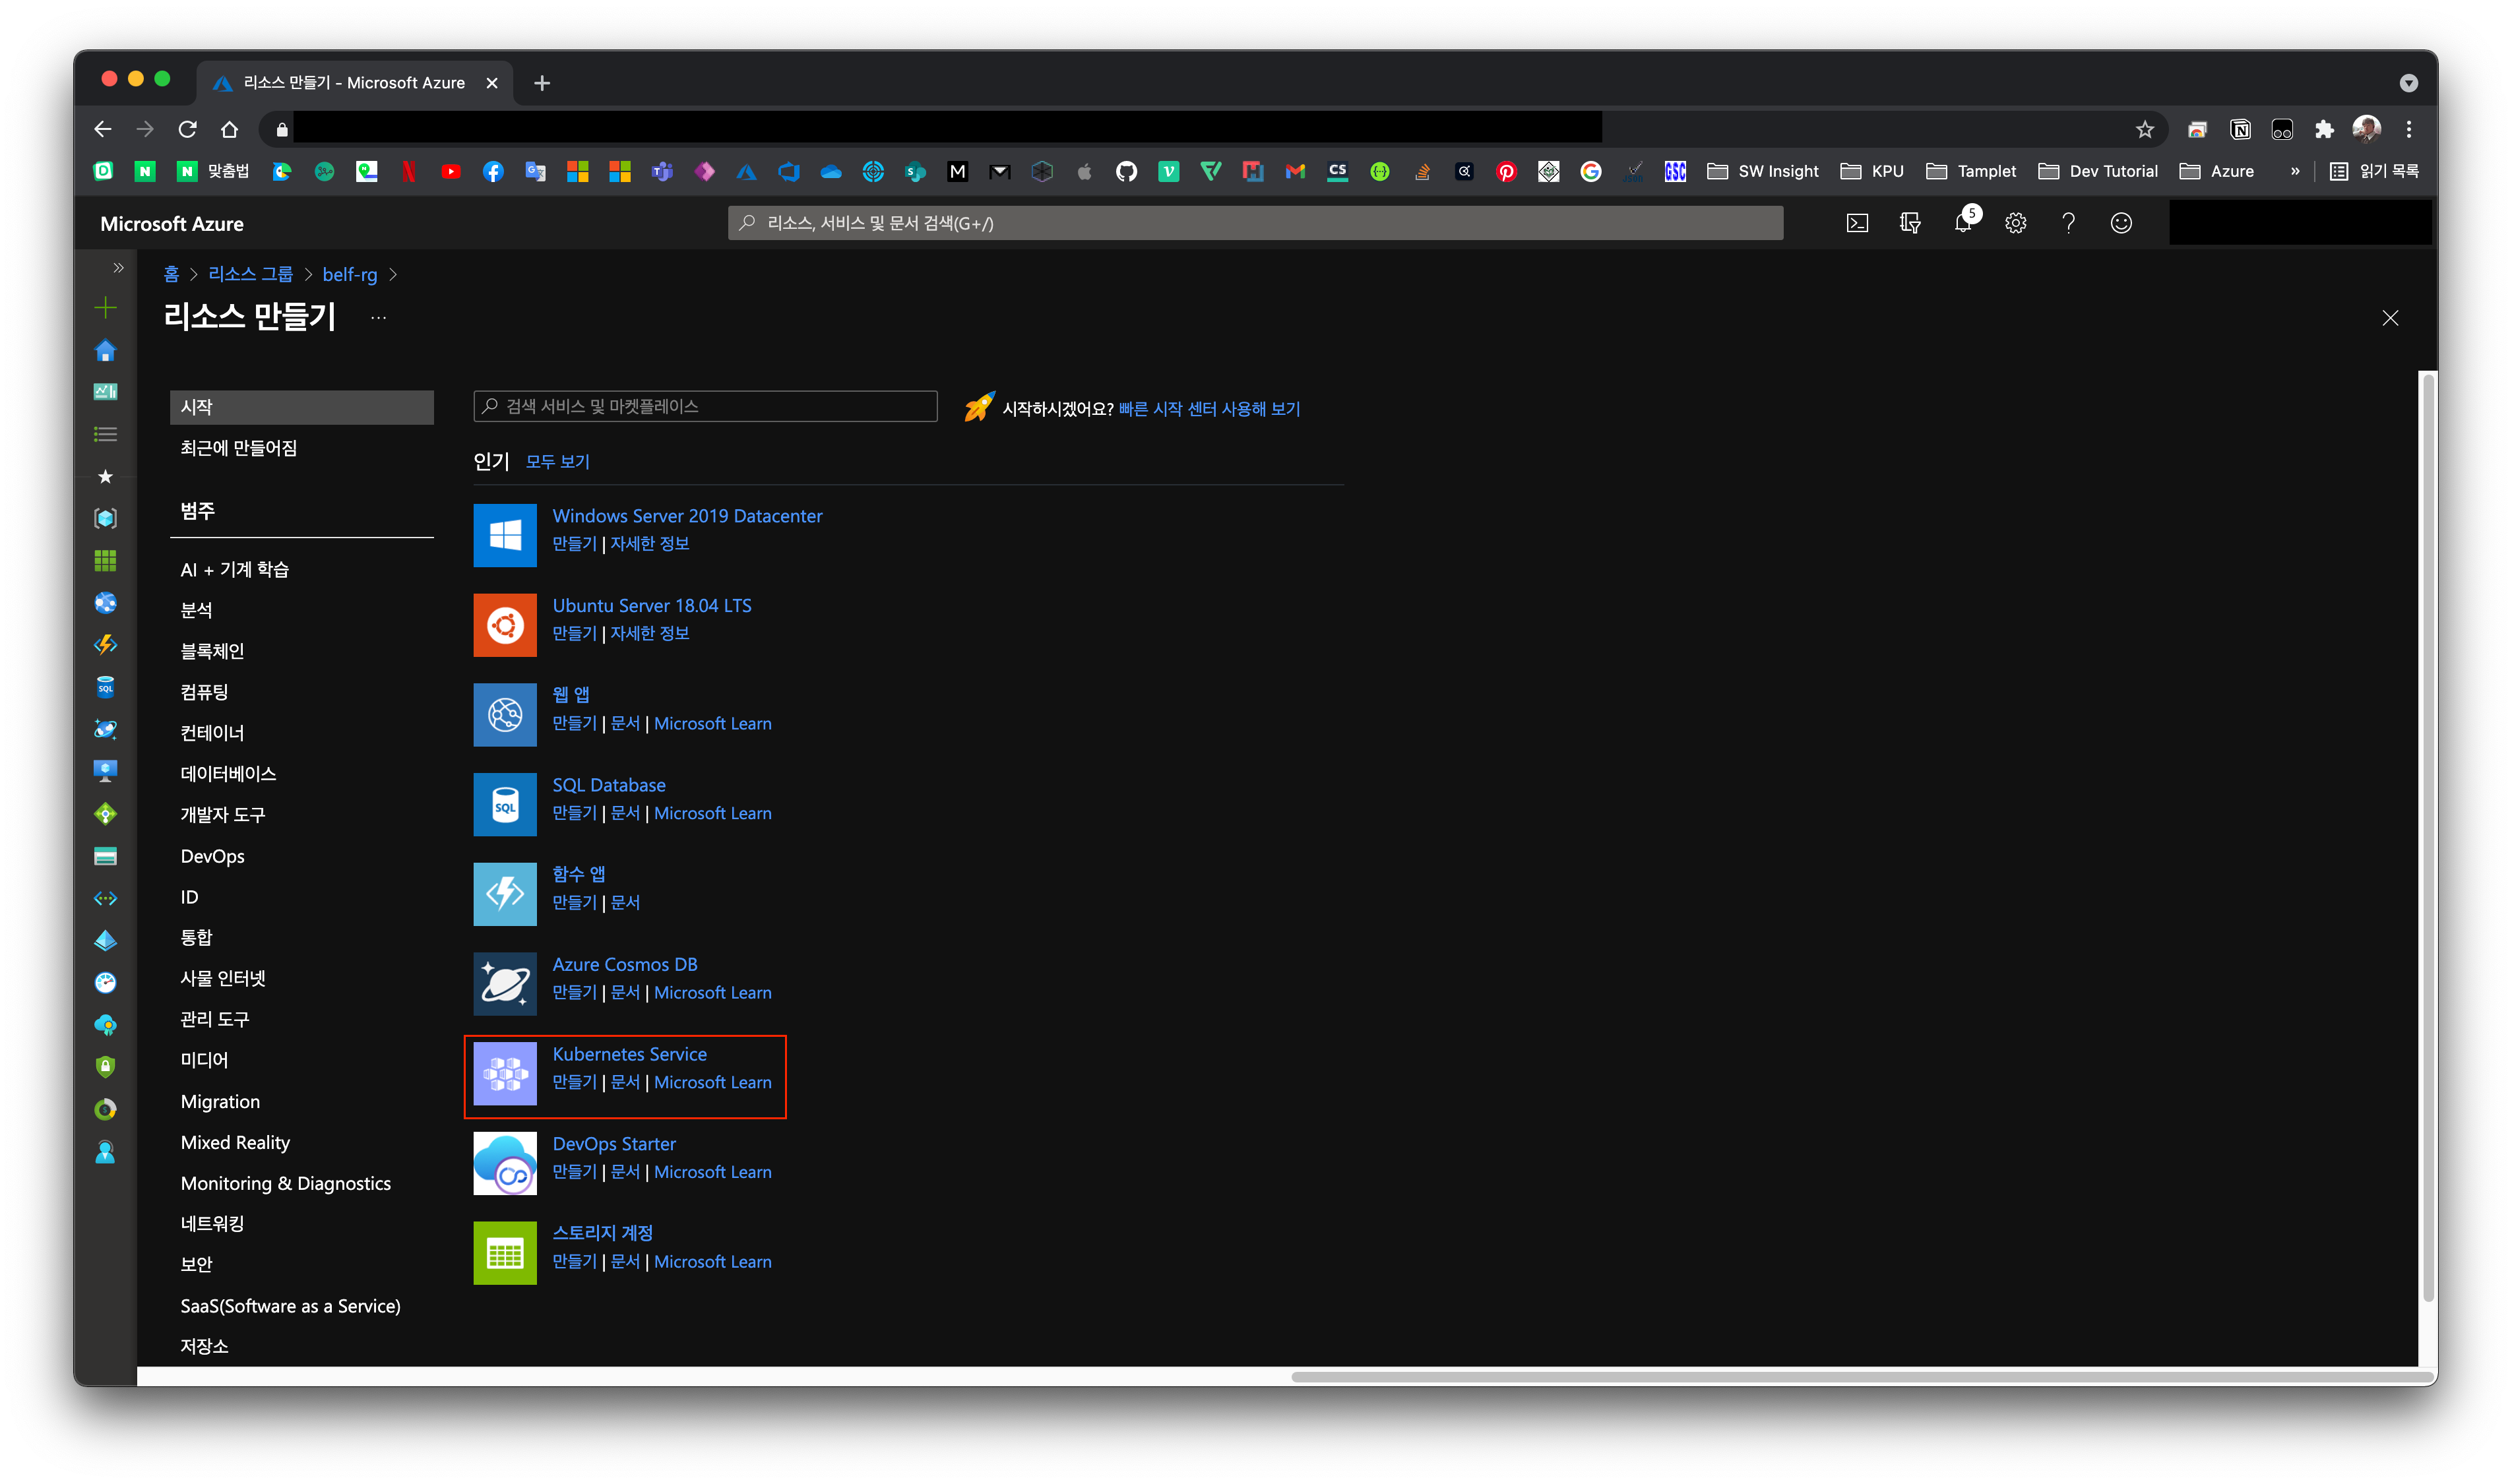 리소스 만들기 - Microsoft Azure
맞춤법
SW Insight
KPU
Tamplet
Dev Tutorial
Azure
읽기 목록
Microsoft Azure
리소스, 서비스 및 문서 검색(G+/)
5
홈 > 리소스 그룹 > belf-rg >
리소스 만들기 ...
시작
최근에 만들어짐
범주
AI + 기계 학습
분석
블록체인
컴퓨팅
컨테이너
데이터베이스
개발자 도구
DevOps
ID
통합
사물 인터넷
관리 도구
미디어
Migration
Mixed Reality
Monitoring & Diagnostics
네트워킹
보안
SaaS(Software as a Service)
저장소
검색 서비스 및 마켓플레이스
시작하시겠어요? 빠른 시작 센터 사용해 보기
인기 모두 보기
Windows Server 2019 Datacenter
만들기 | 자세한 정보
Ubuntu Server 18.04 LTS
만들기 | 자세한 정보
웹 앱
만들기 | 문서 | Microsoft Learn
SQL
SQL Database
만들기 | 문서 | Microsoft Learn
함수 앱
만들기 | 문서
Azure Cosmos DB
만들기 | 문서 | Microsoft Learn
Kubernetes Service
만들기 | 문서 | Microsoft Learn
DevOps Starter
만들기 | 문서 | Microsoft Learn
스토리지 계정
만들기 | 문서 | Microsoft Learn